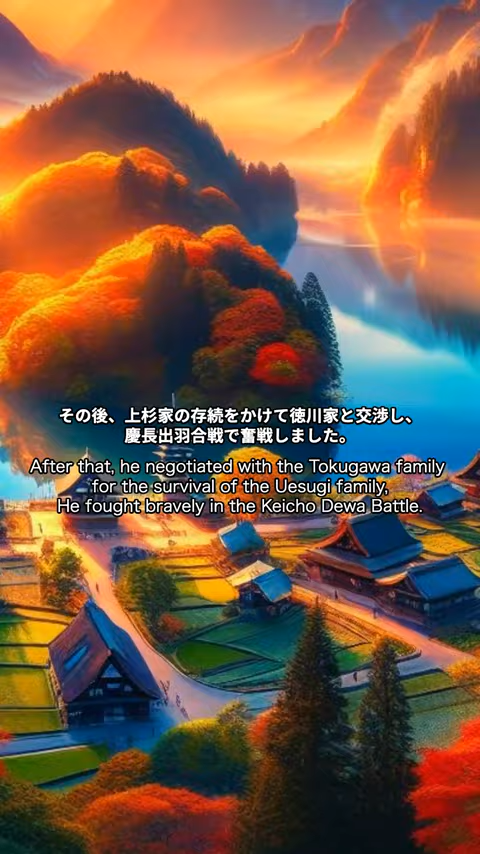 その後、上杉家の存続をかけて徳川家と交渉し、
慶長出羽合戦で奮戦しました。
After that, he negotiated with the Tokugawa family
for the survival of the Uesugi family,
He fought bravely in the Keicho Dewa Battle.